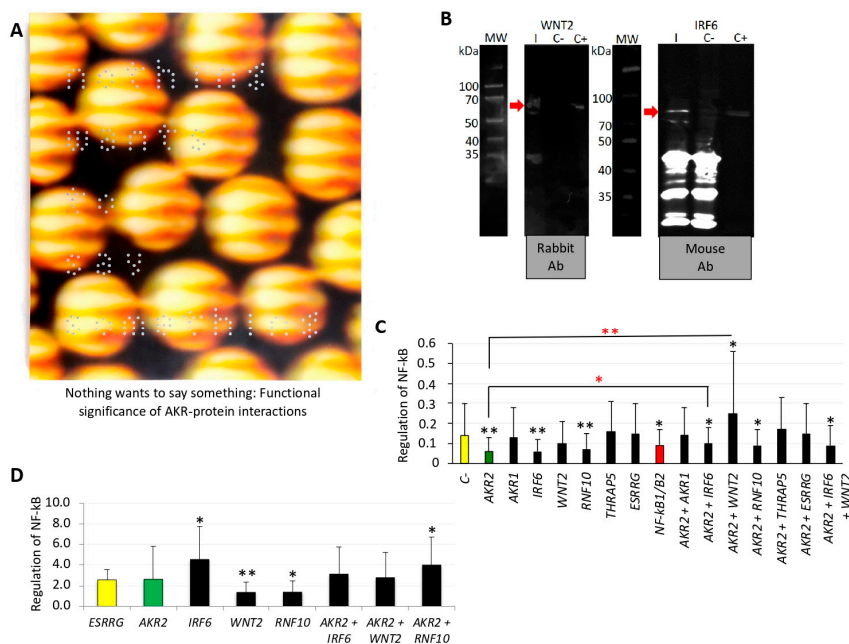 A
Nothing wants to say something: Functional
significance of AKR-protein interactions
B
WNT2
IRF6
MW
I
C-
C+
MW
I
C-
C+
kDa
100
70
50
40
35
kDa
100
70
50
40
35
Rabbit
Ab
Mouse
Ab
C
Regulation of NF-kB
0.6
0.5
0.4
0.3
0.2
0.1
0.0
**
*
**
**
**
*
*
*
*
*
C-
AKR2
AKR1
IRF6
WNT2
RNF10
THRAP5
ESRRG
NF-kB1/B2
AKR2 + AKR1
AKR2 + IRF6
AKR2 + WNT2
AKR2 + RNF10
AKR2 + THRAP5
AKR2 + ESRRG
AKR2 + IRF6
+ WNT2
D
Regulation of NF-kB
10.0
8.0
6.0
4.0
2.0
0.0
*
**
*
*
ESRRG
AKR2
IRF6
WNT2
RNF10
AKR2 +
IRF6
AKR2 +
WNT2
AKR2 +
RNF10